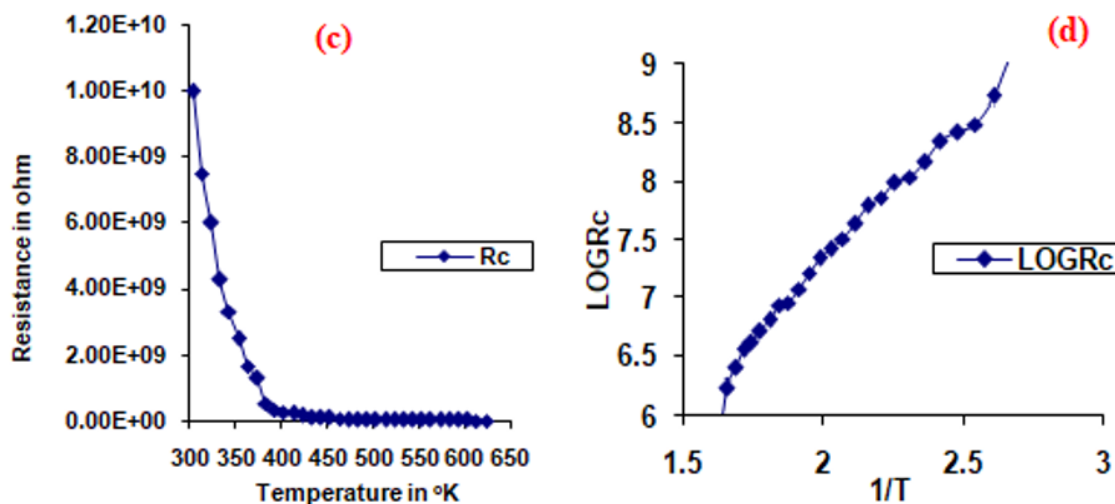 (c)
1.20E+10
1.00E+10
8.00E+09
6.00E+09
4.00E+09
2.00E+09
0.00E+00
Resistance in ohm
Rc
300 350 400 450 500 550 600 650
Temperature in °K
(d)
9
8.5
8
7.5
7
6.5
6
LOGRc
LOGRc
1.5 2 2.5 3
1/T